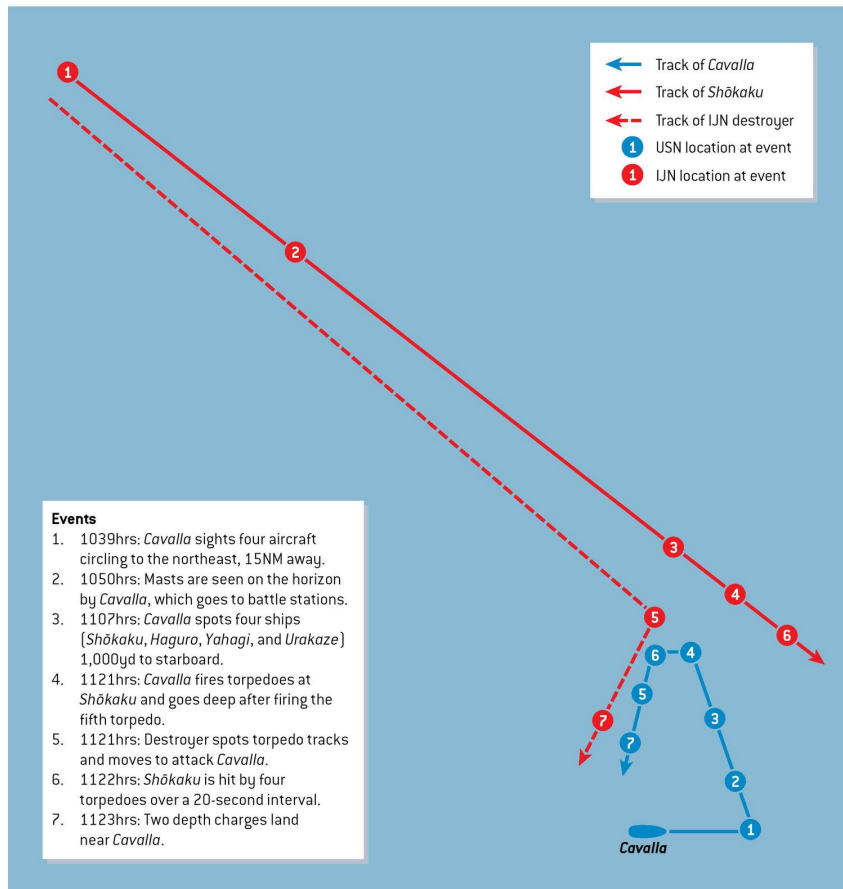 1
2
3
4
5
6
7
Track of Cavalla
Track of Shōkaku
Track of IJN destroyer
1 USN location at event
1 IJN location at event
6
4
5
3
7
2
1
Cavalla
Events
1. 1039hrs: Cavalla sights four aircraft
circling to the northeast, 15NM away.
2. 1050hrs: Masts are seen on the horizon
by Cavalla, which goes to battle stations.
3. 1107hrs: Cavalla spots four ships
(Shōkaku, Haguro, Yahagi, and Urakaze)
1,000yd to starboard.
4. 1121hrs: Cavalla fires torpedoes at
Shōkaku and goes deep after firing the
fifth torpedo.
5. 1121hrs: Destroyer spots torpedo tracks
and moves to attack Cavalla.
6. 1122hrs: Shōkaku is hit by four
torpedoes over a 20-second interval.
7. 1123hrs: Two depth charges land
near Cavalla.